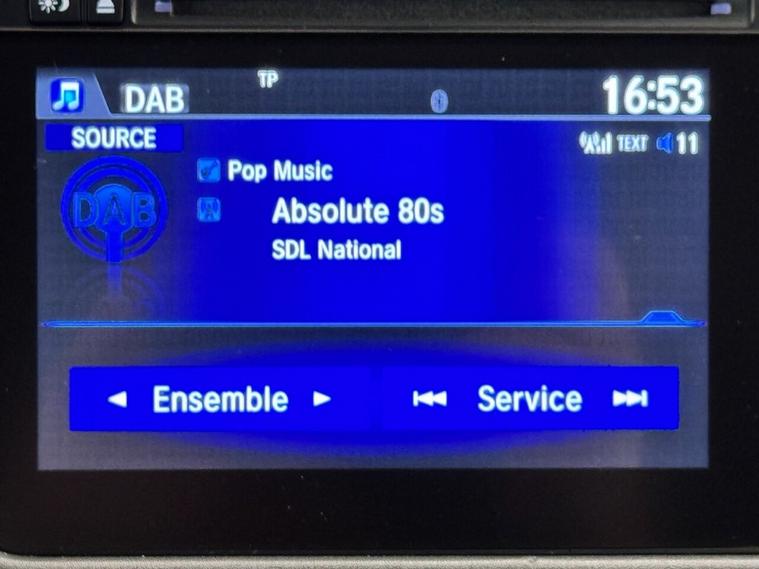 DAB
TP
16:53
SOURCE
TEXT 11
DAB
Pop Music
Absolute 80s
SDL National
Ensemble
Service